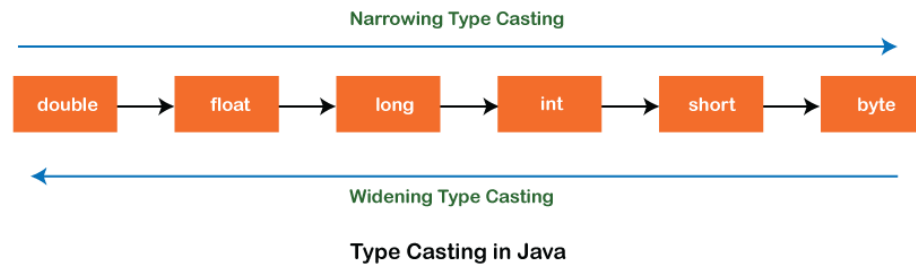 Narrowing Type Casting
double float long int short byte
Widening Type Casting
Type Casting in Java